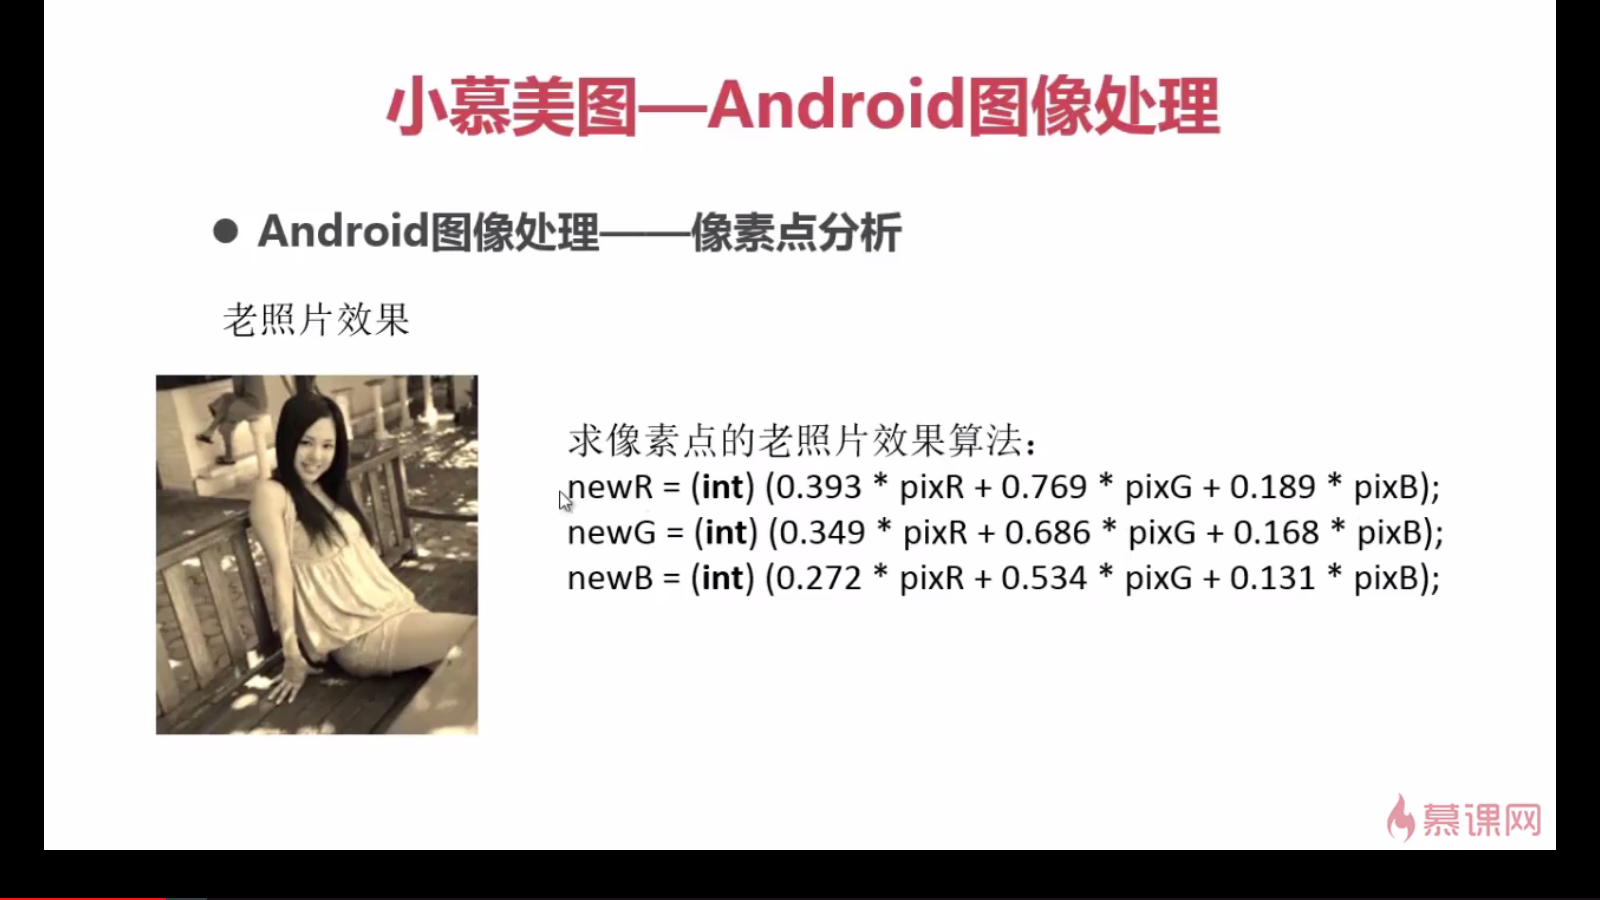 小慕美图—Android图像处理
● Android图像处理——像素点分析
老照片效果
求像素点的老照片效果算法：
newR = (int) (0.393 * pixR + 0.769 * pixG + 0.189 * pixB);
newG = (int) (0.349 * pixR + 0.686 * pixG + 0.168 * pixB);
newB = (int) (0.272 * pixR + 0.534 * pixG + 0.131 * pixB);
慕课网